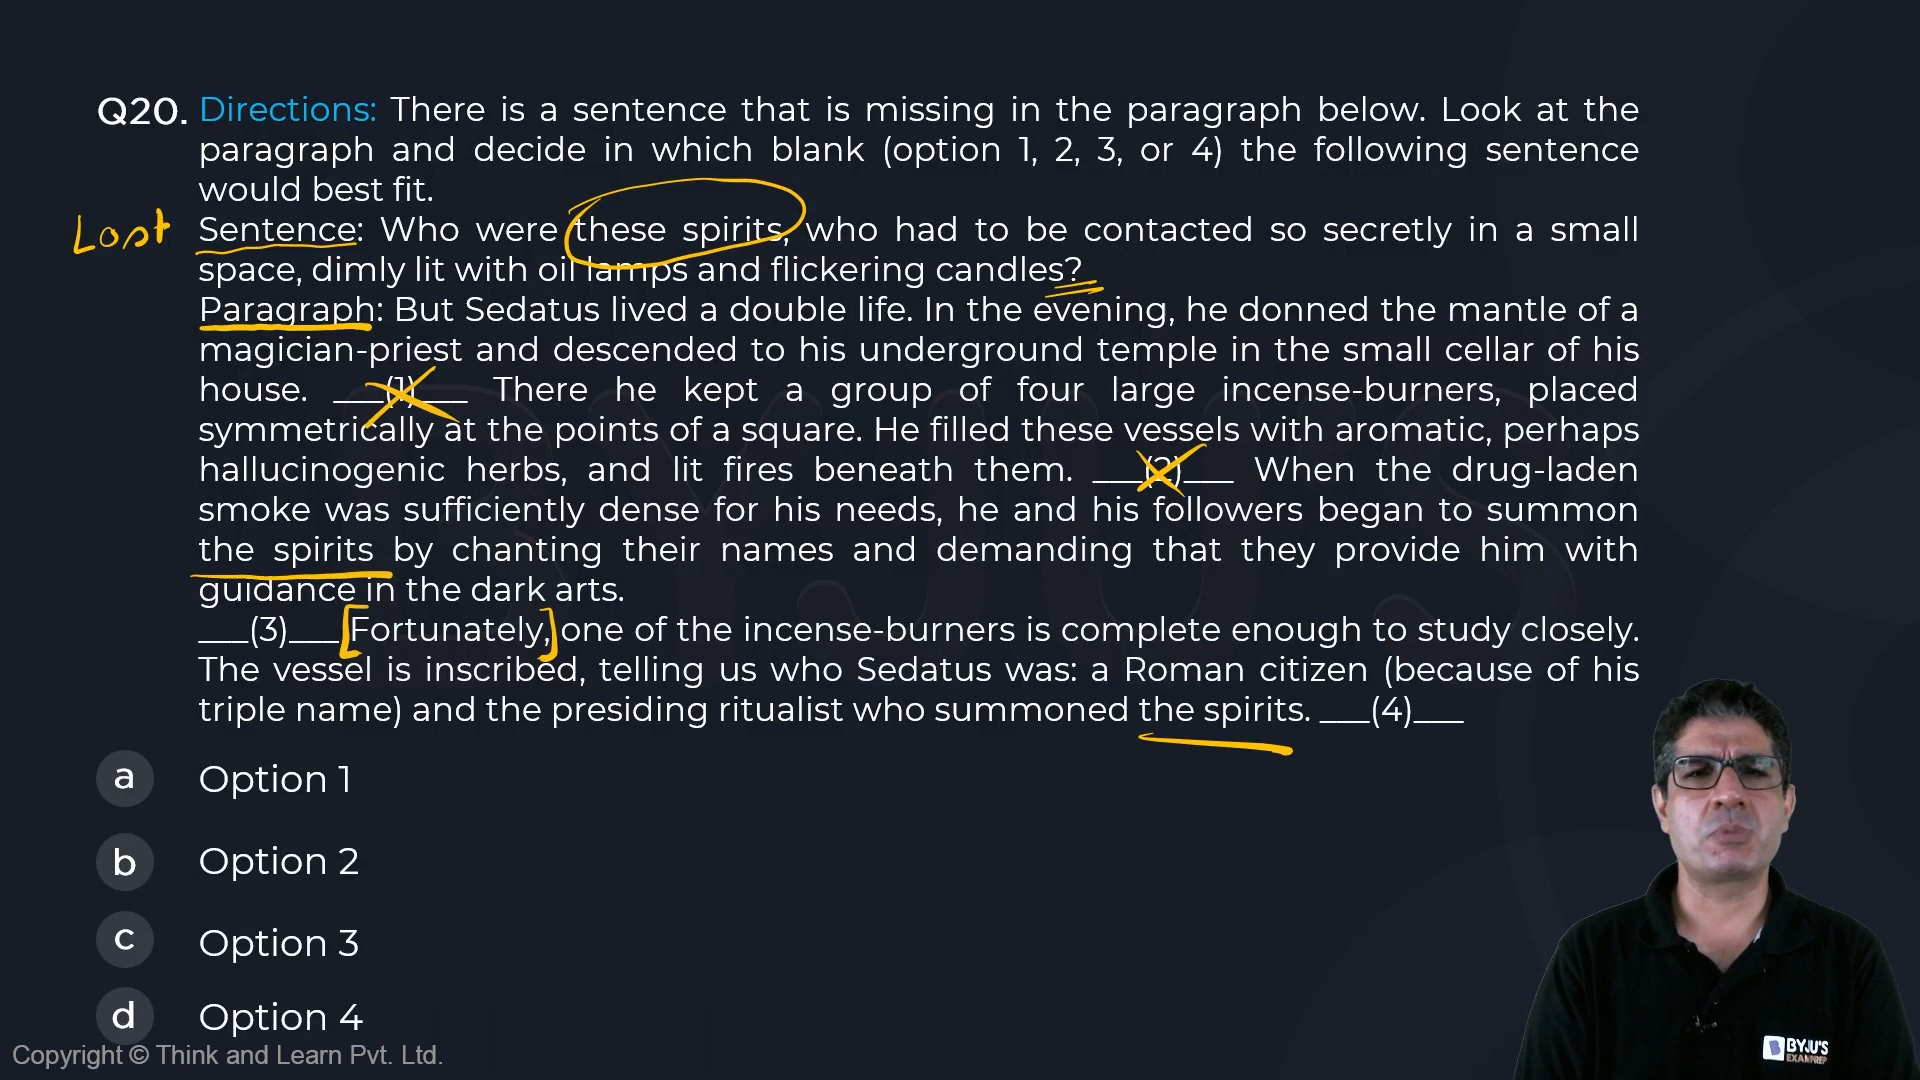 Q20. Directions: There is a sentence that is missing in the paragraph below. Look at the
paragraph and decide in which blank (option 1, 2, 3, or 4) the following sentence
would best fit.
Lost Sentence: Who were these spirits, who had to be contacted so secretly in a small
space, dimly lit with oil lamps and flickering candles?
Paragraph: But Sedatus lived a double life. In the evening, he donned the mantle of a
magician-priest and descended to his underground temple in the small cellar of his
house. ___(1)___ There he kept a group of four large incense-burners, placed
symmetrically at the points of a square. He filled these vessels with aromatic, perhaps
hallucinogenic herbs, and lit fires beneath them. ___(2)___ When the drug-laden
smoke was sufficiently dense for his needs, he and his followers began to summon
the spirits by chanting their names and demanding that they provide him with
guidance in the dark arts.
___(3)___ [Fortunately,] one of the incense-burners is complete enough to study closely.
The vessel is inscribed, telling us who Sedatus was: a Roman citizen (because of his
triple name) and the presiding ritualist who summoned the spirits. ___(4)___
a Option 1
b Option 2
c Option 3
d Option 4
Copyright © Think and Learn Pvt. Ltd.
BYJU'S
EXAM PREP